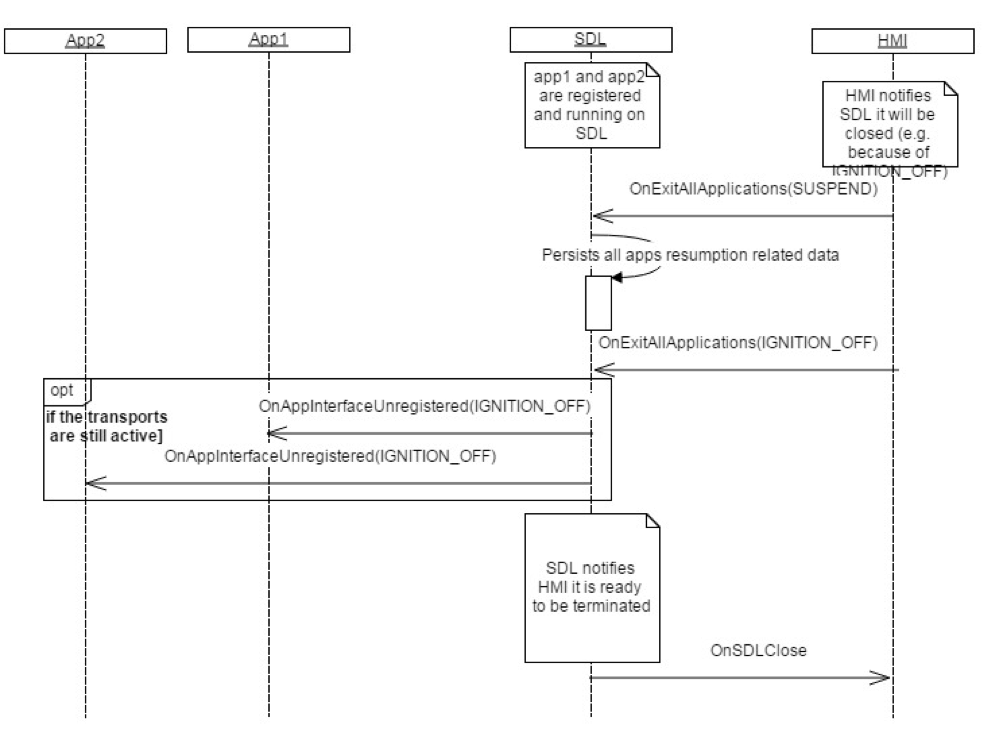 App2
App1
SDL
HMI
app1 and app2
are registered
and running on
SDL
HMI notifies
SDL it will be
closed (e.g.
because of
IGNITION_OFF)
OnExitAllApplications(SUSPEND)
Persists all apps resumption related data
OnExitAllApplications(IGNITION_OFF)
opt
if the transports
are still active]
OnAppInterfaceUnregistered(IGNITION_OFF)
OnAppInterfaceUnregistered(IGNITION_OFF)
SDL notifies
HMI it is ready
to be terminated
OnSDLClose